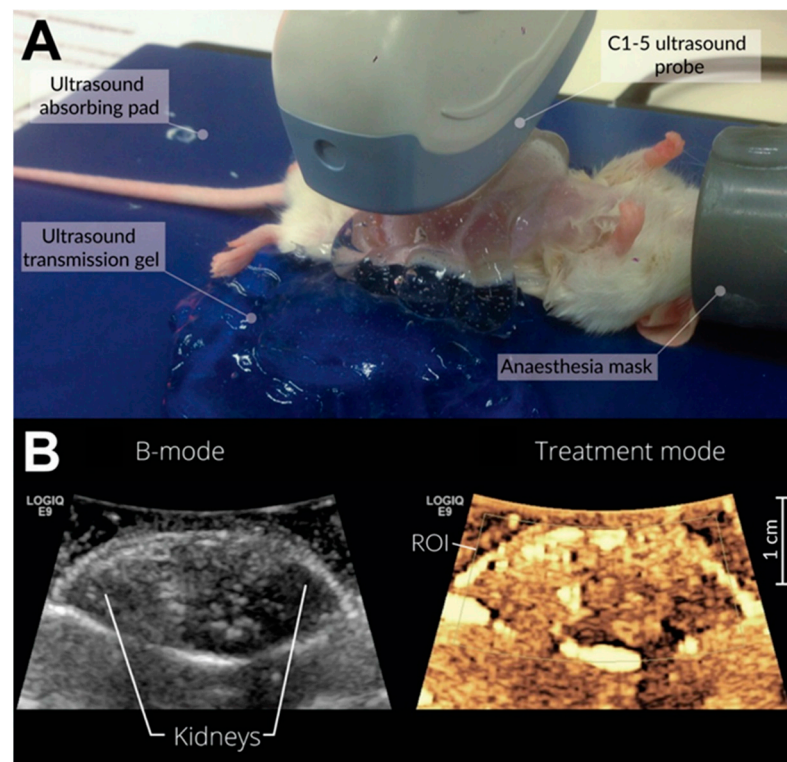 A
Ultrasound
absorbing pad
C1-5 ultrasound
probe
Ultrasound
transmission gel
Anaesthesia mask
B
B-mode
Treatment mode
LOGIQ
E9
LOGIQ
E9
ROI
1 cm
Kidneys